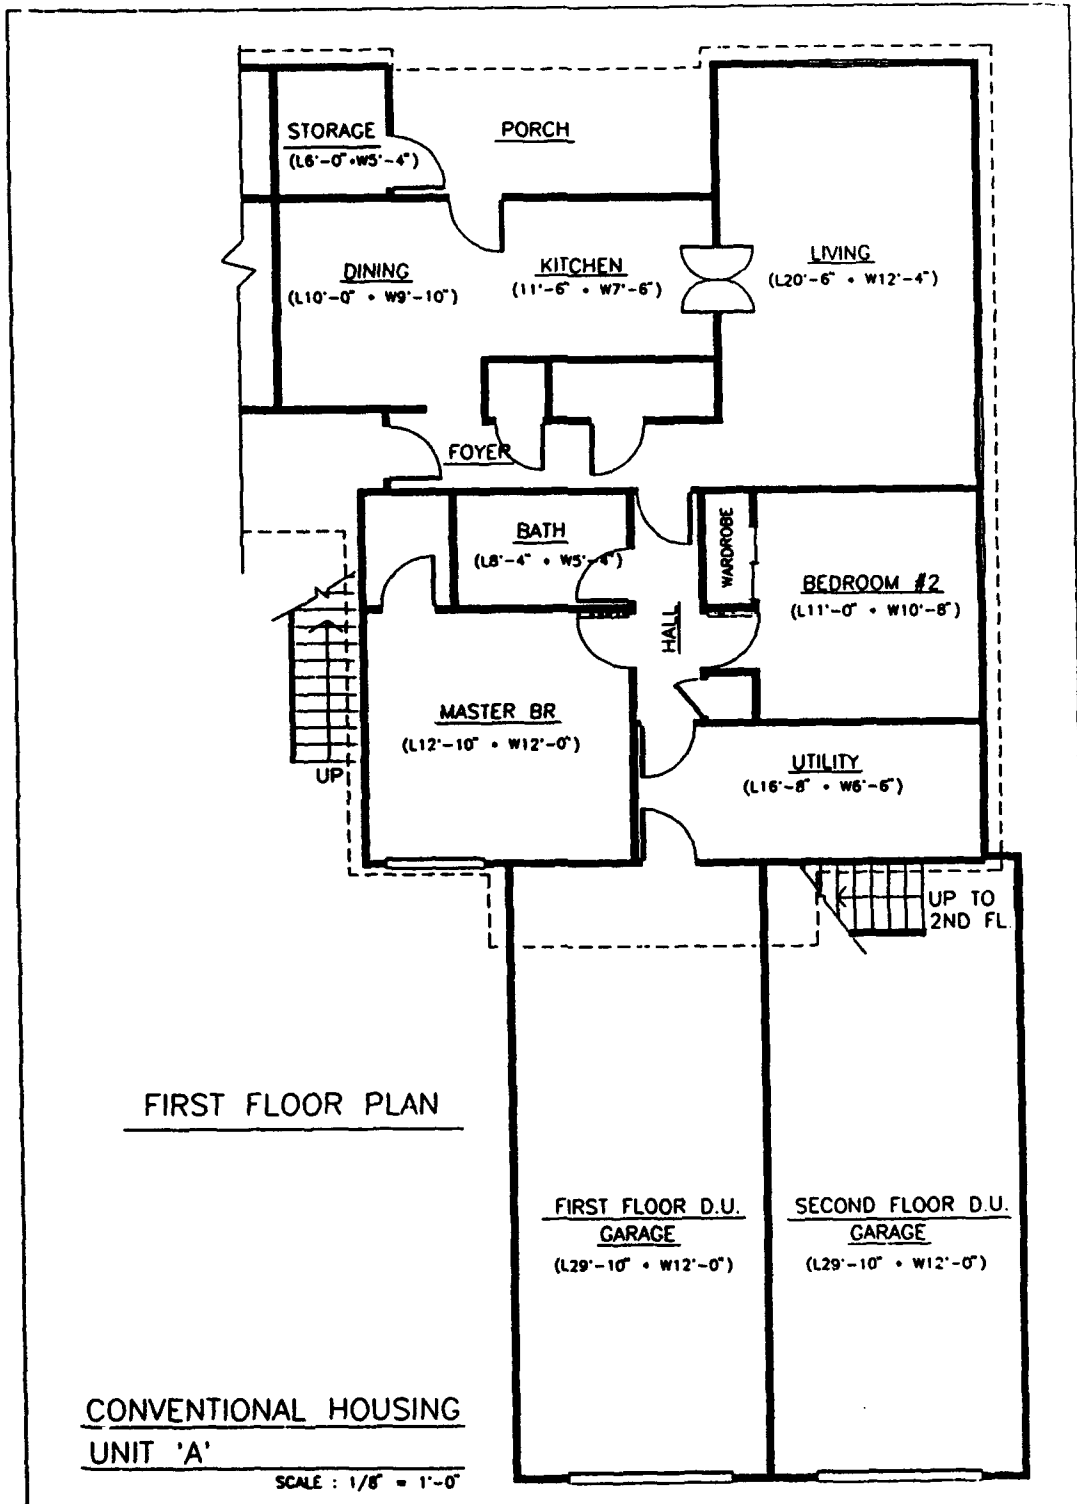 STORAGE
(L6'-0" • W5'-4")
PORCH
DINING
(L10'-0" • W9'-10")
KITCHEN
(11'-6" • W7'-6")
LIVING
(L20'-6" • W12'-4")
FOYER
BATH
(L8'-4" • W5'-4")
WARDROBE
BEDROOM #2
(L11'-0" • W10'-8")
HALL
MASTER BR
(L12'-10" • W12'-0")
UP
UTILITY
(L16'-8" • W6'-6")
UP TO
2ND FL.
FIRST FLOOR PLAN
FIRST FLOOR D.U.
GARAGE
(L29'-10" • W12'-0")
SECOND FLOOR D.U.
GARAGE
(L29'-10" • W12'-0")
CONVENTIONAL HOUSING
UNIT 'A'
SCALE : 1/8" = 1'-0"